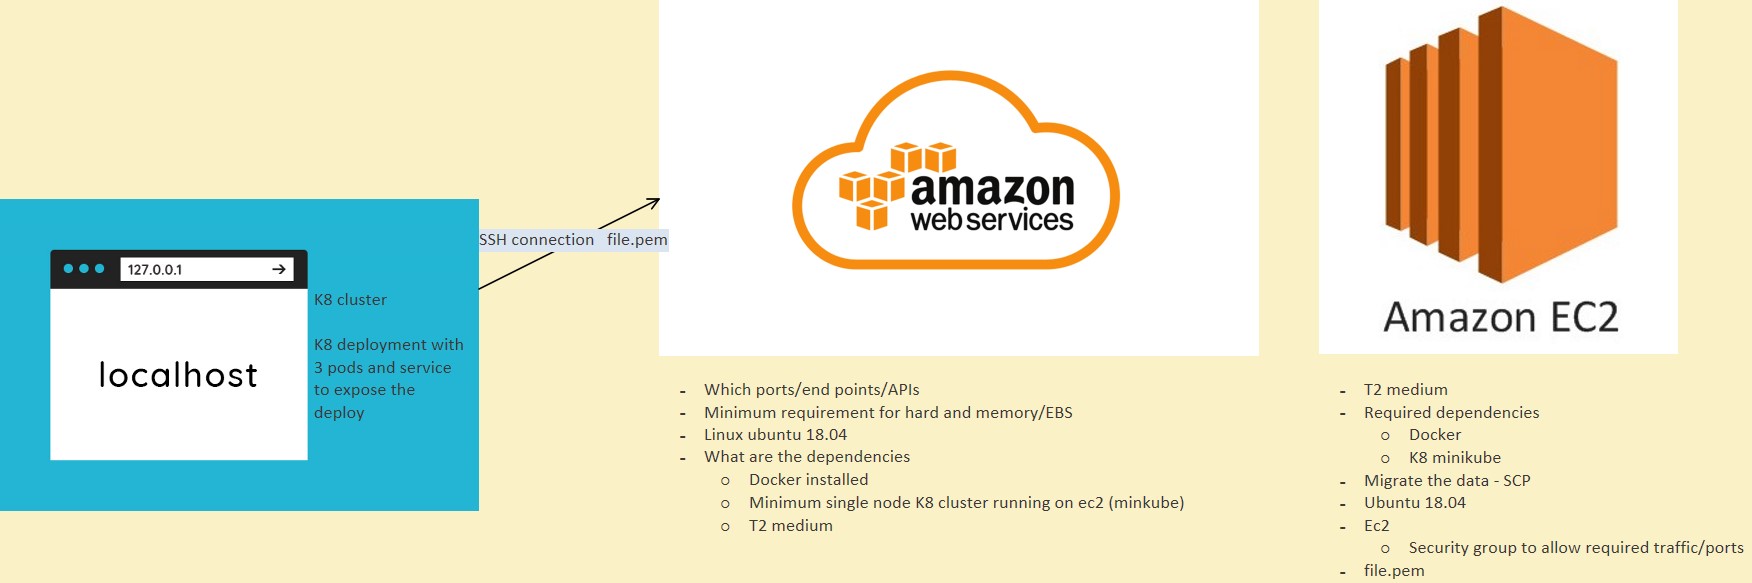 127.0.0.1
localhost
K8 cluster
K8 deployment with
3 pods and service
to expose the
deploy
SSH connection file.pem
amazon
web services
- Which ports/end points/APIs
- Minimum requirement for hard and memory/EBS
- Linux ubuntu 18.04
- What are the dependencies
o Docker installed
o Minimum single node K8 cluster running on ec2 (minkube)
o T2 medium
Amazon EC2
- T2 medium
- Required dependencies
o Docker
o K8 minikube
- Migrate the data - SCP
- Ubuntu 18.04
- Ec2
o Security group to allow required traffic/ports
- file.pem